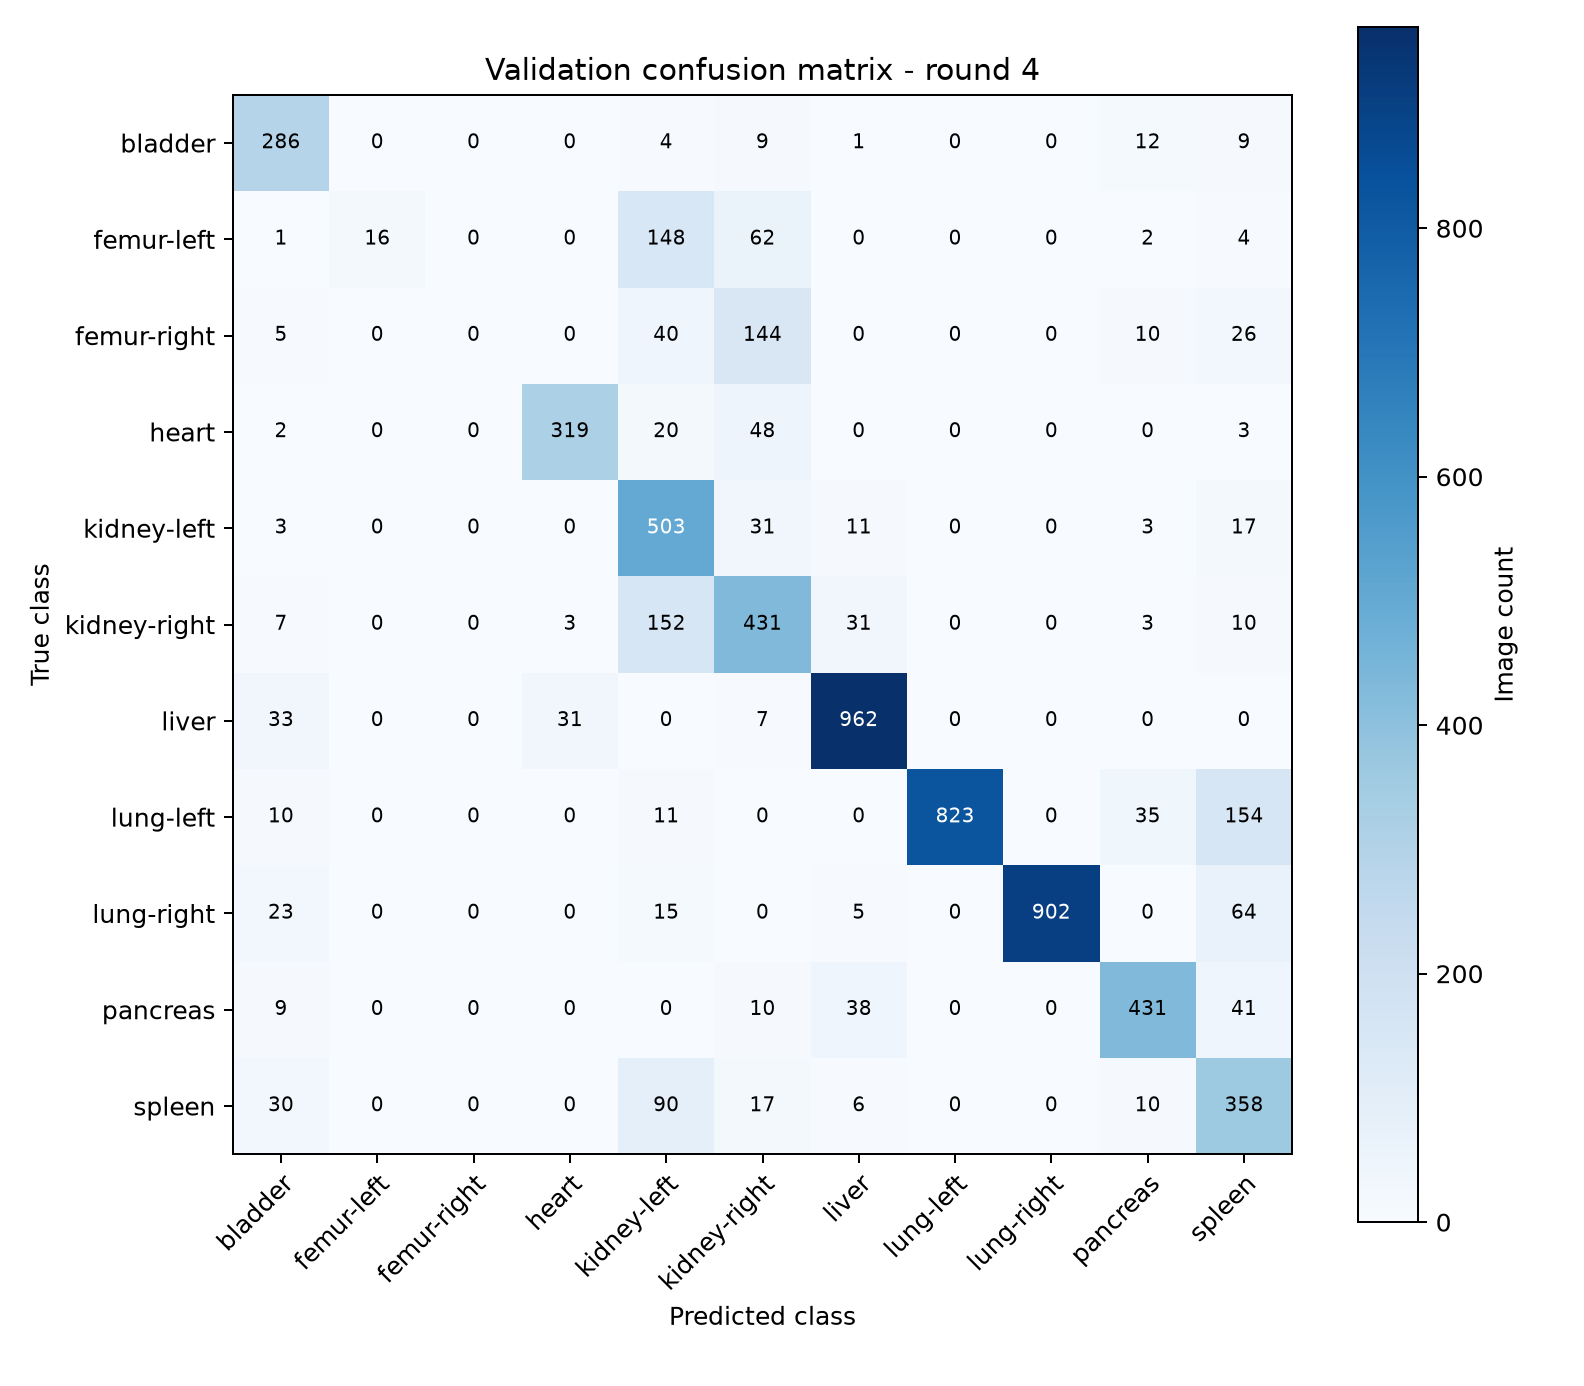 Validation confusion matrix - round 4
bladder 286 0 0 0 4 9 1 0 0 12 9
femur-left 1 16 0 0 148 62 0 0 0 2 4
femur-right 5 0 0 0 40 144 0 0 0 10 26
heart 2 0 0 319 20 48 0 0 0 0 3
kidney-left 3 0 0 0 503 31 11 0 0 3 17
kidney-right 7 0 0 3 152 431 31 0 0 3 10
liver 33 0 0 31 0 7 962 0 0 0 0
lung-left 10 0 0 0 11 0 0 823 0 35 154
lung-right 23 0 0 0 15 0 5 0 902 0 64
pancreas 9 0 0 0 0 10 38 0 0 431 41
spleen 30 0 0 0 90 17 6 0 0 10 358
bladder femur-left femur-right heart kidney-left kidney-right liver lung-left lung-right pancreas spleen
Predicted class
True class
800
600
400
200
0
Image count